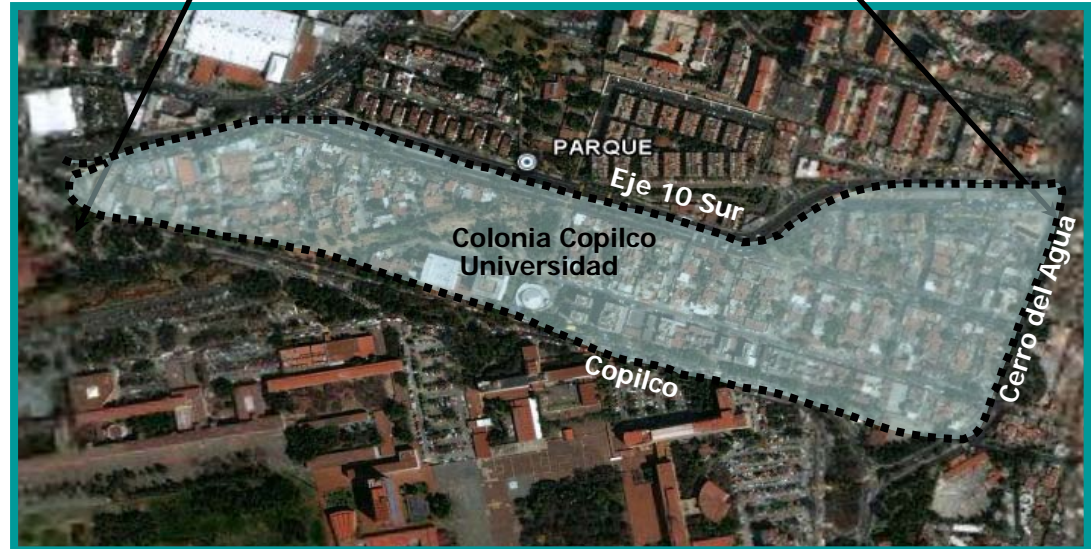 PARQUE
Eje 10 Sur
Colonia Copilco
Universidad
Cerro del Agua
Copilco